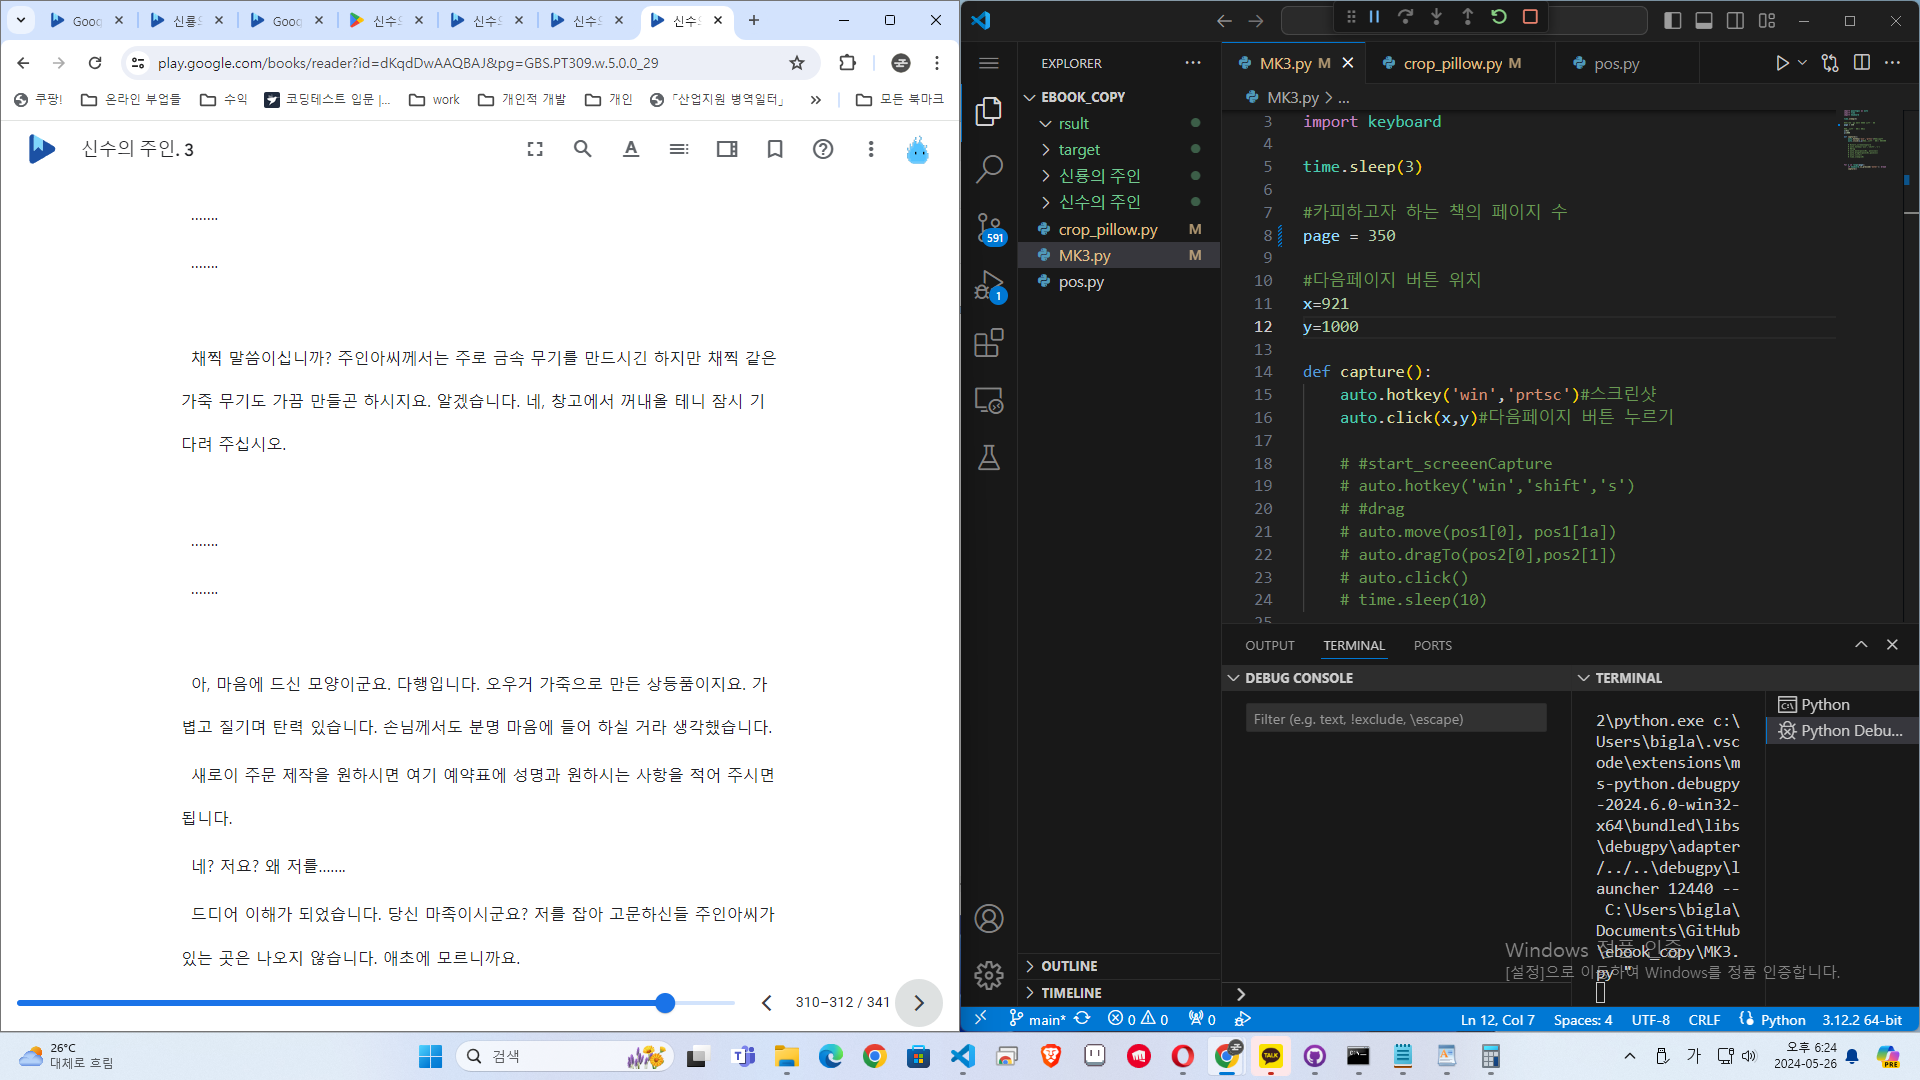 Goog
신룡의
Goog
신수의
신수의
신수의
신수의
play.google.com/books/reader?id=dKqdDwAAQBAJ&pg=GBS.PT309.w.5.0.0_29
쿠팡!
온라인 부업들
수익
코딩테스트 입문 |...
work
개인적 개발
개인
「산업지원 병역일터」
모든 북마크
신수의 주인. 3
.......
.......
채찍 말씀이십니까? 주인아씨께서는 주로 금속 무기를 만드시긴 하지만 채찍 같은
가죽 무기도 가끔 만들곤 하시지요. 알겠습니다. 네, 창고에서 꺼내올 테니 잠시 기
다려 주십시오.
.......
.......
아, 마음에 드신 모양이군요. 다행입니다. 오우거 가죽으로 만든 상등품이지요. 가
볍고 질기며 탄력 있습니다. 손님께서도 분명 마음에 들어 하실 거라 생각했습니다.
새로이 주문 제작을 원하시면 여기 예약표에 성명과 원하시는 사항을 적어 주시면
됩니다.
네? 저요? 왜 저를.......
드디어 이해가 되었습니다. 당신 마족이시군요? 저를 잡아 고문하신들 주인아씨가
있는 곳은 나오지 않습니다. 애초에 모르니까요.
310–312 / 341
EXPLORER
EBOOK_COPY
rsult
target
신룡의 주인
신수의 주인
crop_pillow.py M
MK3.py M
pos.py
591
1
OUTLINE
TIMELINE
MK3.py M
crop_pillow.py M
pos.py
MK3.py > ...
3 import keyboard
4
5 time.sleep(3)
6
7 #카피하고자 하는 책의 페이지 수
8 page = 350
9
10 #다음페이지 버튼 위치
11 x=921
12 y=1000
13
14 def capture():
15 auto.hotkey('win','prtsc')#스크린샷
16 auto.click(x,y)#다음페이지 버튼 누르기
17
18 # #start_screeenCapture
19 # auto.hotkey('win','shift','s')
20 # #drag
21 # auto.move(pos1[0], pos1[1a])
22 # auto.dragTo(pos2[0],pos2[1])
23 # auto.click()
24 # time.sleep(10)
25
OUTPUT
TERMINAL
PORTS
DEBUG CONSOLE
Filter (e.g. text, !exclude, \escape)
TERMINAL
2\python.exe c:\
Users\bigla\.vsc
ode\extensions\m
s-python.debugpy
-2024.6.0-win32-
x64\bundled\libs
\debugpy\adapter
/../..\debugpy\l
auncher 12440 --
C:\Users\bigla\
Documents\GitHub
\ebook_copy\MK3.
py "
Python
Python Debu...
Windows 정품 인증
[설정]으로 이동하여 Windows를 정품 인증합니다.
main*
0 0
0
Ln 12, Col 7
Spaces: 4
UTF-8
CRLF
Python
3.12.2 64-bit
26°C
대체로 흐림
검색
TALK
가
오후 6:24
2024-05-26
PRE